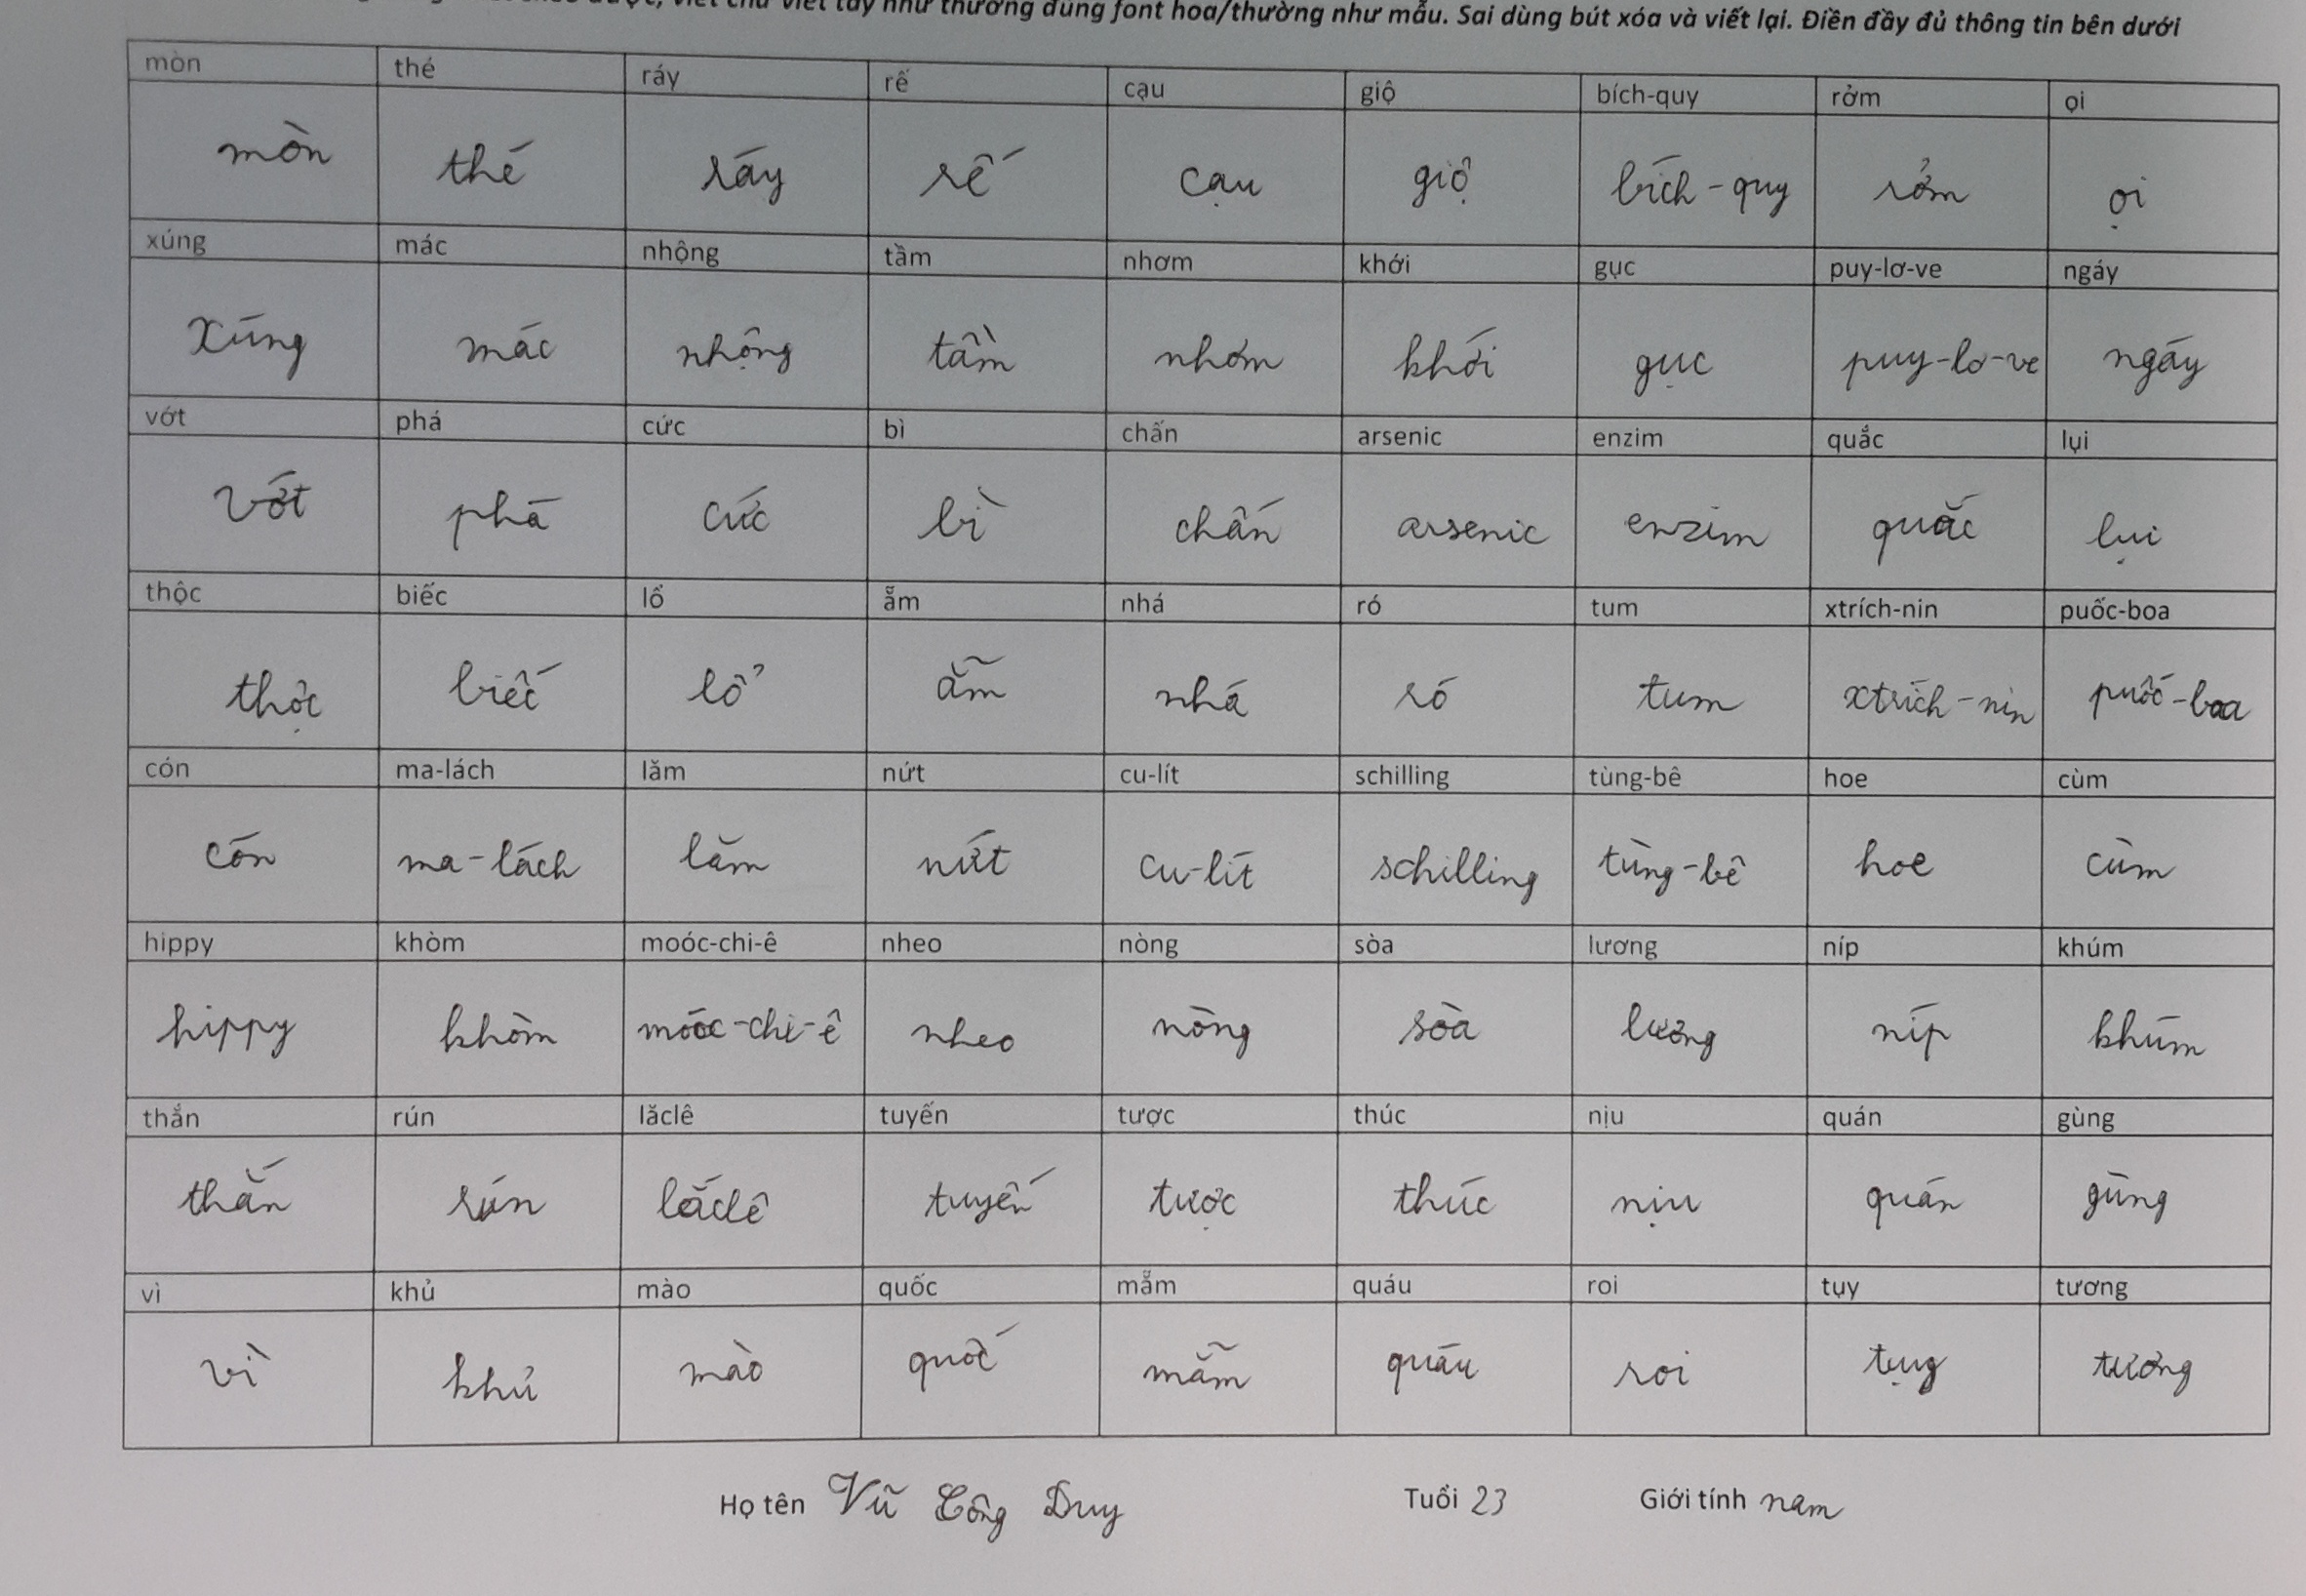 viết chữ viết tay như thường dùng font hoa/thường như mẫu. Sai dùng bút xóa và viết lại. Điền đầy đủ thông tin bên dưới
mòn thé ráy rế cạu giộ bích-quy rởm ọi
mòn thé ráy rế cạu giộ bích-quy rởm ọi
xúng mác nhộng tầm nhơm khới gục puy-lơ-ve ngáy
xúng mác nhộng tầm nhơm khới gục puy-lơ-ve ngáy
vớt phá cức bì chấn arsenic enzim quắc lụi
vớt phá cức bì chấn arsenic enzim quắc lụi
thộc biếc lổ ẵm nhá ró tum xtrích-nin puốc-boa
thộc biếc lổ ẵm nhá ró tum xtrích-nin puốc-boa
cón ma-lách lăm nứt cu-lít schilling tùng-bê hoe cùm
cón ma-lách lăm nứt cu-lít schilling tùng-bê hoe cùm
hippy khòm moóc-chi-ê nheo nòng sòa lương níp khúm
hippy khòm moóc-chi-ê nheo nòng sòa lương níp khúm
thắn rún lăclê tuyến tược thúc nịu quán gùng
thắn rún lắclê tuyến tược thúc nịu quán gùng
vì khủ mào quốc mẵm quáu roi tụy tương
vì khủ mào quốc mẵm quáu roi tụy tương
Họ tên Vũ Công Duy Tuổi 23 Giới tính nam